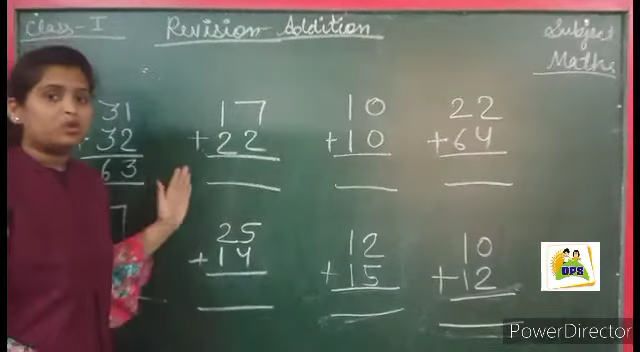 Class-I
Revision-Addition
Subject
Maths
31
+ 32
63
17
+22
10
+10
22
+64
7
25
+14
12
+15
10
+12
DPS
PowerDirector